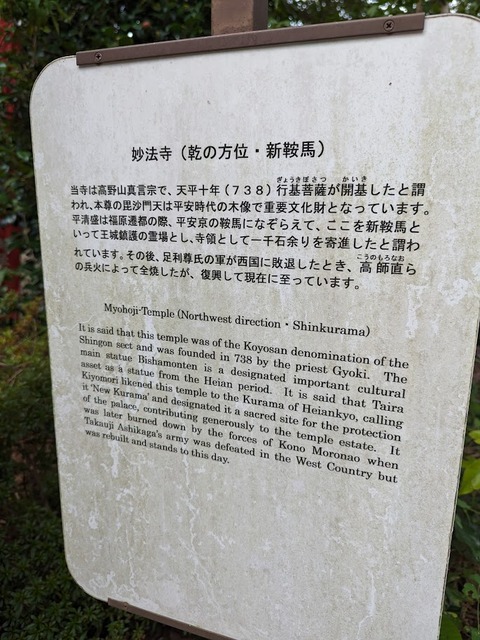 妙法寺（乾の方位・新鞍馬）
ぎょうきぼさつ かいき
当寺は高野山真言宗で、天平十年（７３８）行基菩薩が開基したと謂
われ、本尊の毘沙門天は平安時代の木像で重要文化財となっています。
平清盛は福原遷都の際、平安京の鞍馬になぞらえて、ここを新鞍馬と
いって王城鎮護の霊場とし、寺領として一千石余りを寄進したと謂わ
こうのもろなお
れています。その後、足利尊氏の軍が西国に敗退したとき、高師直ら
の兵火によって全焼したが、復興して現在に至っています。
Myohoji-Temple (Northwest direction・Shinkurama)
It is said that this temple was of the Koyosan denomination of the
Shingon sect and was founded in 738 by the priest Gyoki. The
main statue Bishamonten is a designated important cultural
asset as a statue from the Heian period. It is said that Taira
Kiyomori likened this temple to the Kurama of Heiankyo, calling
it 'New Kurama' and designated it a sacred site for the protection
of the palace, contributing generously to the temple estate. It
was later burned down by the forces of Kono Moronao when
Takauji Ashikaga's army was defeated in the West Country but
was rebuilt and stands to this day.